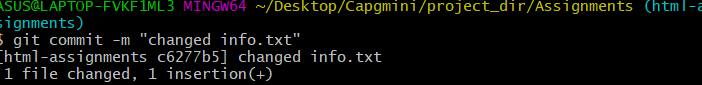 ASUS@LAPTOP-FVKF1ML3 MINGW64 ~/Desktop/Capgmini/project_dir/Assignments (html-a
signments)
$ git commit -m "changed info.txt"
[html-assignments c6277b5] changed info.txt
 1 file changed, 1 insertion(+)